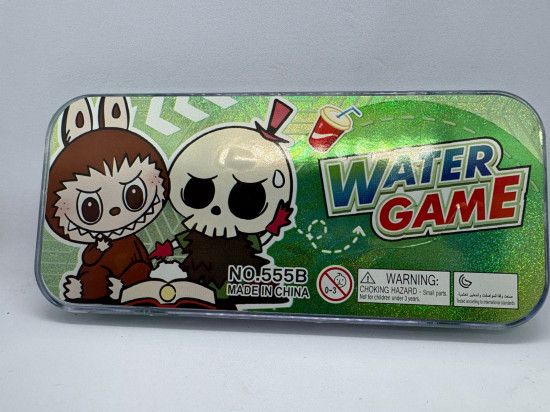 WATER
GAME
NO.555B
MADE IN CHINA
0-3
WARNING:
CHOKING HAZARD - Small parts.
Not for children under 3 years.